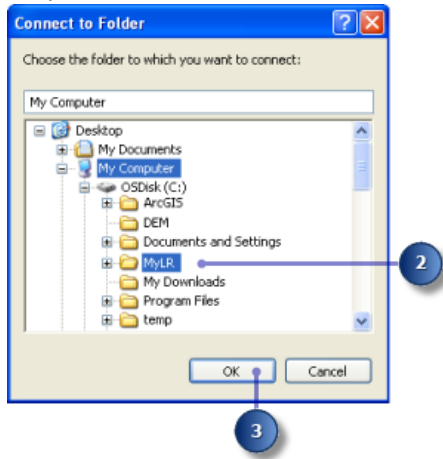 Connect to Folder
Choose the folder to which you want to connect:
My Computer
Desktop
My Documents
My Computer
OSDisk (C:)
ArcGIS
DEM
Documents and Settings
MyLR
2
My Downloads
Program Files
temp
OK
Cancel
3